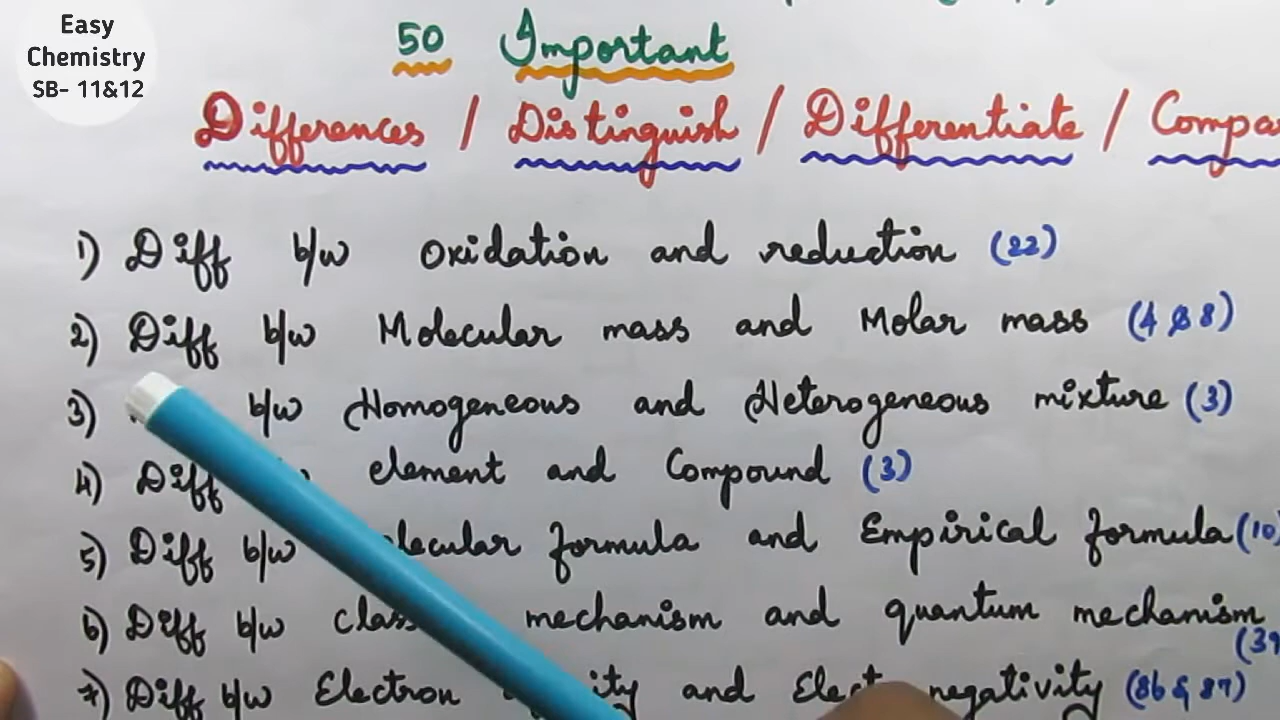 Easy
Chemistry
SB- 11&12
50 Important
Differences / Distinguish / Differentiate /
1) Diff b/w Oxidation and reduction (22)
2) Diff b/w Molecular mass and Molar mass (4 & 8)
3) b/w Homogeneous and Heterogeneous mixture (3)
4) Diff element and Compound (3)
5) Diff b/w formula and Empirical formula (10)
6) Diff b/w mechanism and quantum mechanism
7) Diff b/w Electron and (86 & 87)